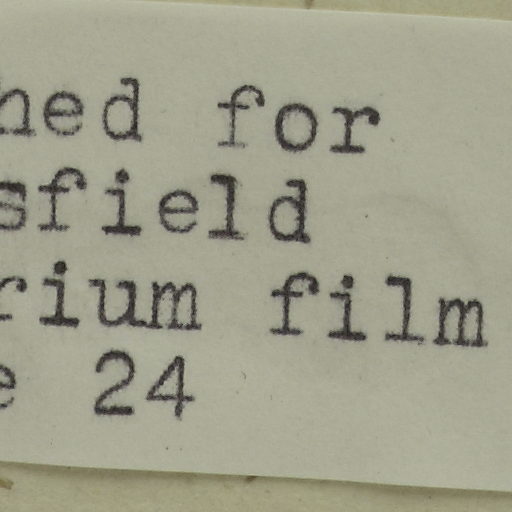 hed for
sfield
rium film
e 24